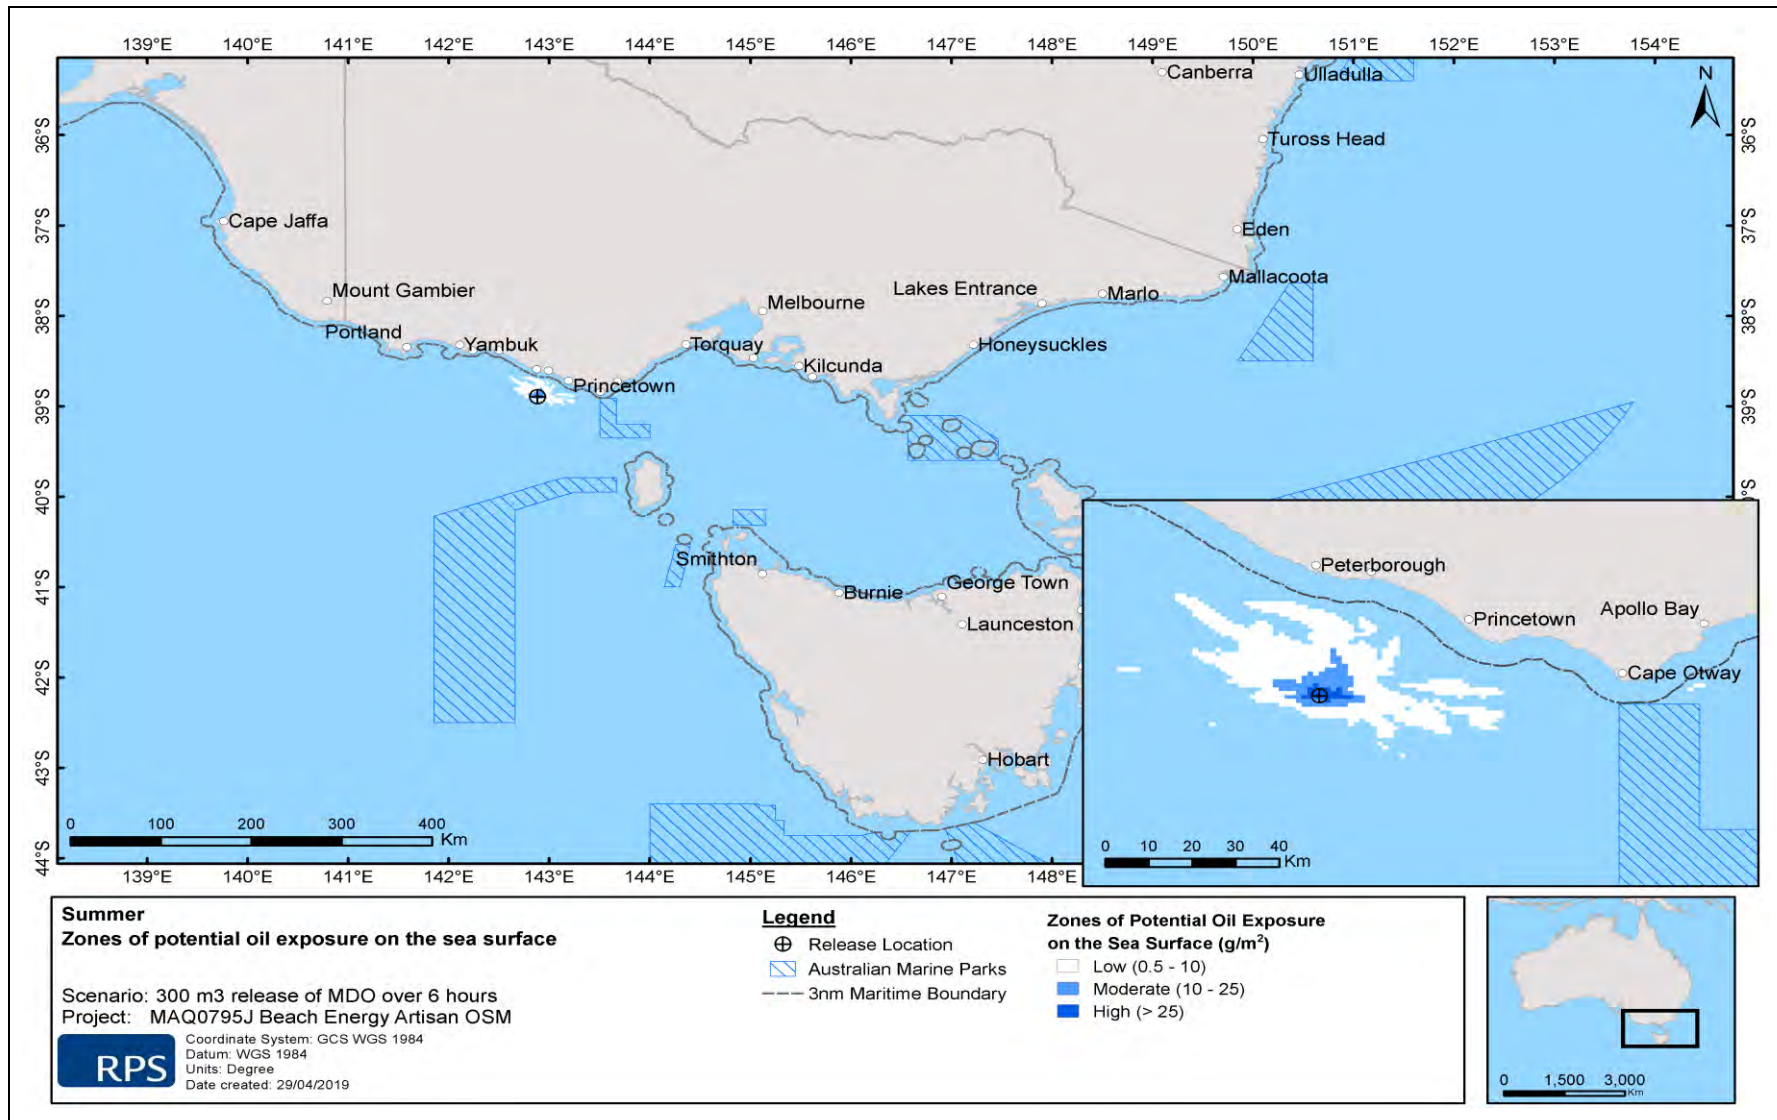 139°E 140°E 141°E 142°E 143°E 144°E 145°E 146°E 147°E 148°E 149°E 150°E 151°E 152°E 153°E 154°E
N
Canberra
Ulladulla
36°S
36°S
Tuross Head
Cape Jaffa
37°S
37°S
Eden
Mallacoota
Mount Gambier
Lakes Entrance
Marlo
Melbourne
38°S
38°S
Portland
Yambuk
Torquay
Honeysuckles
Kilcunda
Princetown
39°S
39°S
40°S
Smithton
41°S
Burnie
George Town
Launceston
42°S
43°S
Hobart
0 100 200 300 400
Km
44°S
139°E 140°E 141°E 142°E 143°E 144°E 145°E 146°E 147°E 148°E
Peterborough
Princetown
Apollo Bay
Cape Otway
0 10 20 30 40
Km
Summer
Zones of potential oil exposure on the sea surface
Scenario: 300 m3 release of MDO over 6 hours
Project: MAQ0795J Beach Energy Artisan OSM
RPS
Coordinate System: GCS WGS 1984
Datum: WGS 1984
Units: Degree
Date created: 29/04/2019
Legend
Release Location
Australian Marine Parks
3nm Maritime Boundary
Zones of Potential Oil Exposure
on the Sea Surface (g/m²)
Low (0.5 - 10)
Moderate (10 - 25)
High (> 25)
0 1,500 3,000
Km